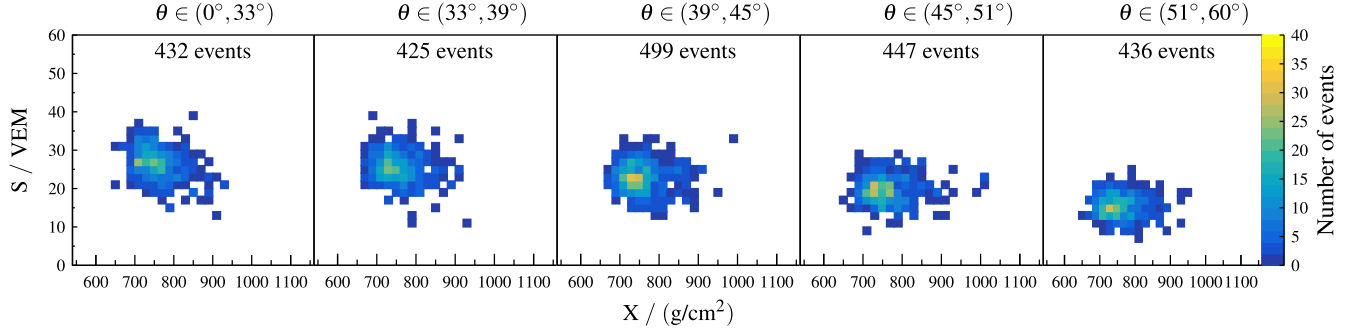 θ ∈ (0°, 33°) θ ∈ (33°, 39°) θ ∈ (39°, 45°) θ ∈ (45°, 51°) θ ∈ (51°, 60°)
432 events 425 events 499 events 447 events 436 events
S / VEM
60
50
40
30
20
10
0
600 700 800 900 1000 1100 600 700 800 900 1000 1100 600 700 800 900 1000 1100 600 700 800 900 1000 1100 600 700 800 900 1000 1100
X / (g/cm²)
40
35
30
25
20
15
10
5
0
Number of events